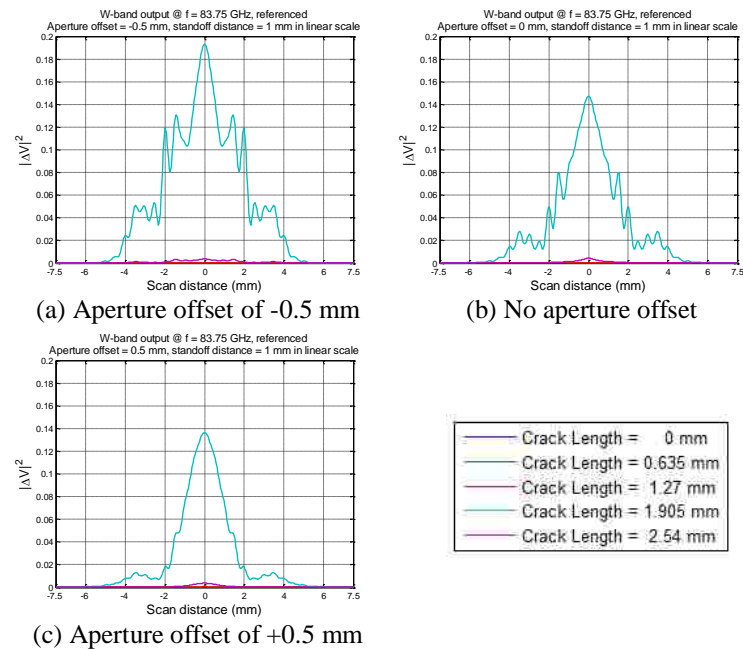 W-band output @ f = 83.75 GHz, referenced
Aperture offset = -0.5 mm, standoff distance = 1 mm in linear scale
0.2
0.18
0.16
0.14
0.12
0.1
0.08
0.06
0.04
0.02
0
|ΔV|²
-7.5 -6 -4 -2 0 2 4 6 7.5
Scan distance (mm)
(a) Aperture offset of -0.5 mm
W-band output @ f = 83.75 GHz, referenced
Aperture offset = 0 mm, standoff distance = 1 mm in linear scale
0.2
0.18
0.16
0.14
0.12
0.1
0.08
0.06
0.04
0.02
0
|ΔV|²
-7.5 -6 -4 -2 0 2 4 6 7.5
Scan distance (mm)
(b) No aperture offset
W-band output @ f = 83.75 GHz, referenced
Aperture offset = 0.5 mm, standoff distance = 1 mm in linear scale
0.2
0.18
0.16
0.14
0.12
0.1
0.08
0.06
0.04
0.02
0
|ΔV|²
-7.5 -6 -4 -2 0 2 4 6 7.5
Scan distance (mm)
(c) Aperture offset of +0.5 mm
Crack Length = 0 mm
Crack Length = 0.635 mm
Crack Length = 1.27 mm
Crack Length = 1.905 mm
Crack Length = 2.54 mm